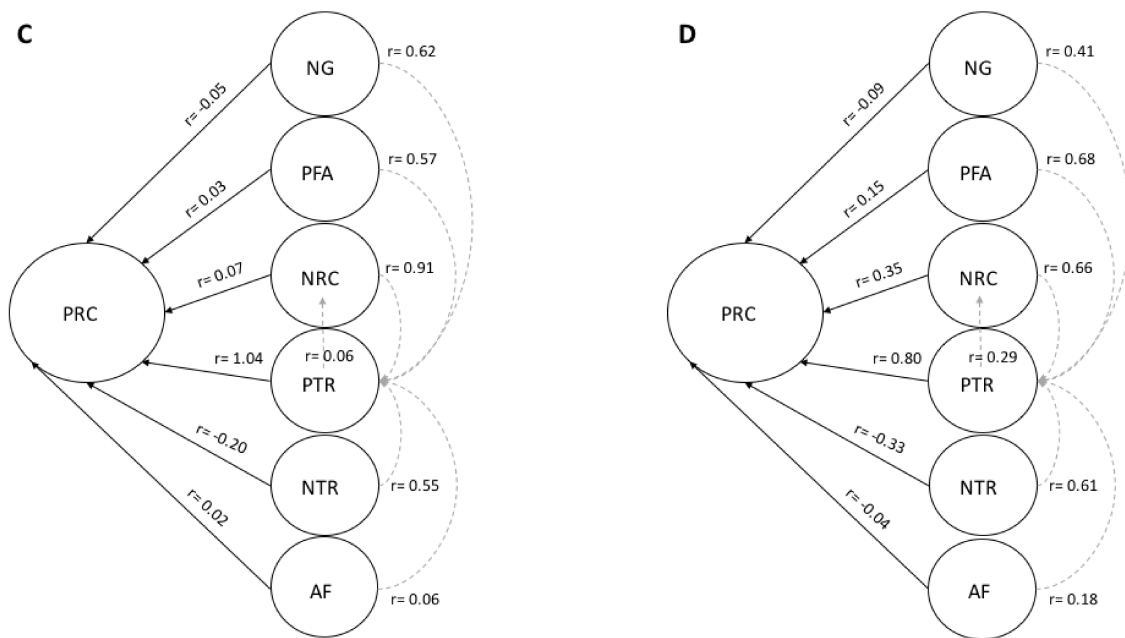 C
NG
r= 0.62
r= -0.05
PFA
r= 0.57
r= 0.03
NRC
r= 0.91
r= 0.07
PRC
r= 1.04
r= 0.06
PTR
r= -0.20
NTR
r= 0.55
r= 0.02
AF
r= 0.06
D
NG
r= 0.41
r= -0.09
PFA
r= 0.68
r= 0.15
NRC
r= 0.66
r= 0.35
PRC
r= 0.80
r= 0.29
PTR
r= -0.33
NTR
r= 0.61
r= -0.04
AF
r= 0.18